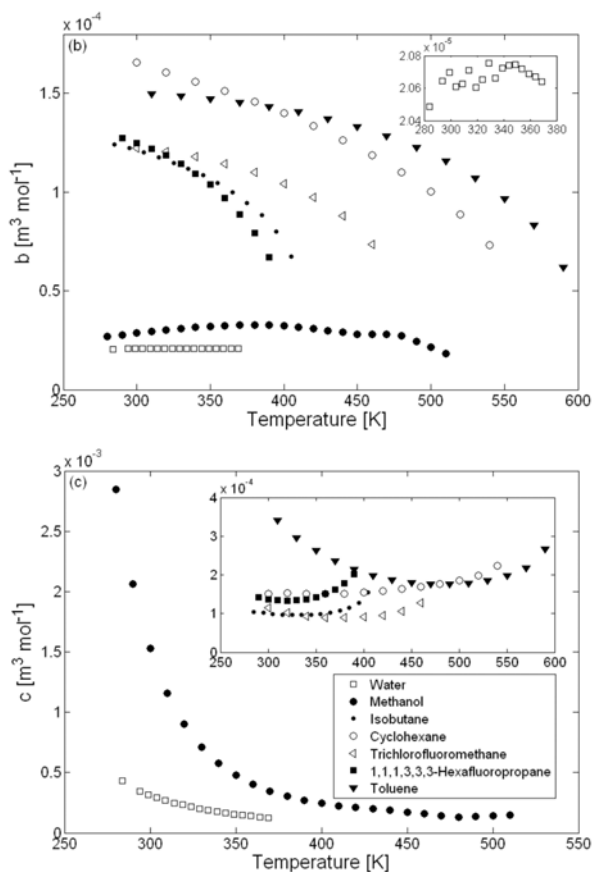 x 10⁻⁴
1.5
(b)
x 10⁻⁵
2.08
2.06
2.04
280 300 320 340 360 380
1
b [m³ mol⁻¹]
0.5
0
250 300 350 400 450 500 550 600
Temperature [K]
x 10⁻³
3
(c)
x 10⁻⁴
4
3
2
1
0
250 300 350 400 450 500 550 600
2.5
2
1.5
c [m³ mol⁻¹]
1
0.5
0
Water
Methanol
Isobutane
Cyclohexane
Trichlorofluoromethane
1,1,1,3,3,3-Hexafluoropropane
Toluene
250 300 350 400 450 500 550
Temperature [K]